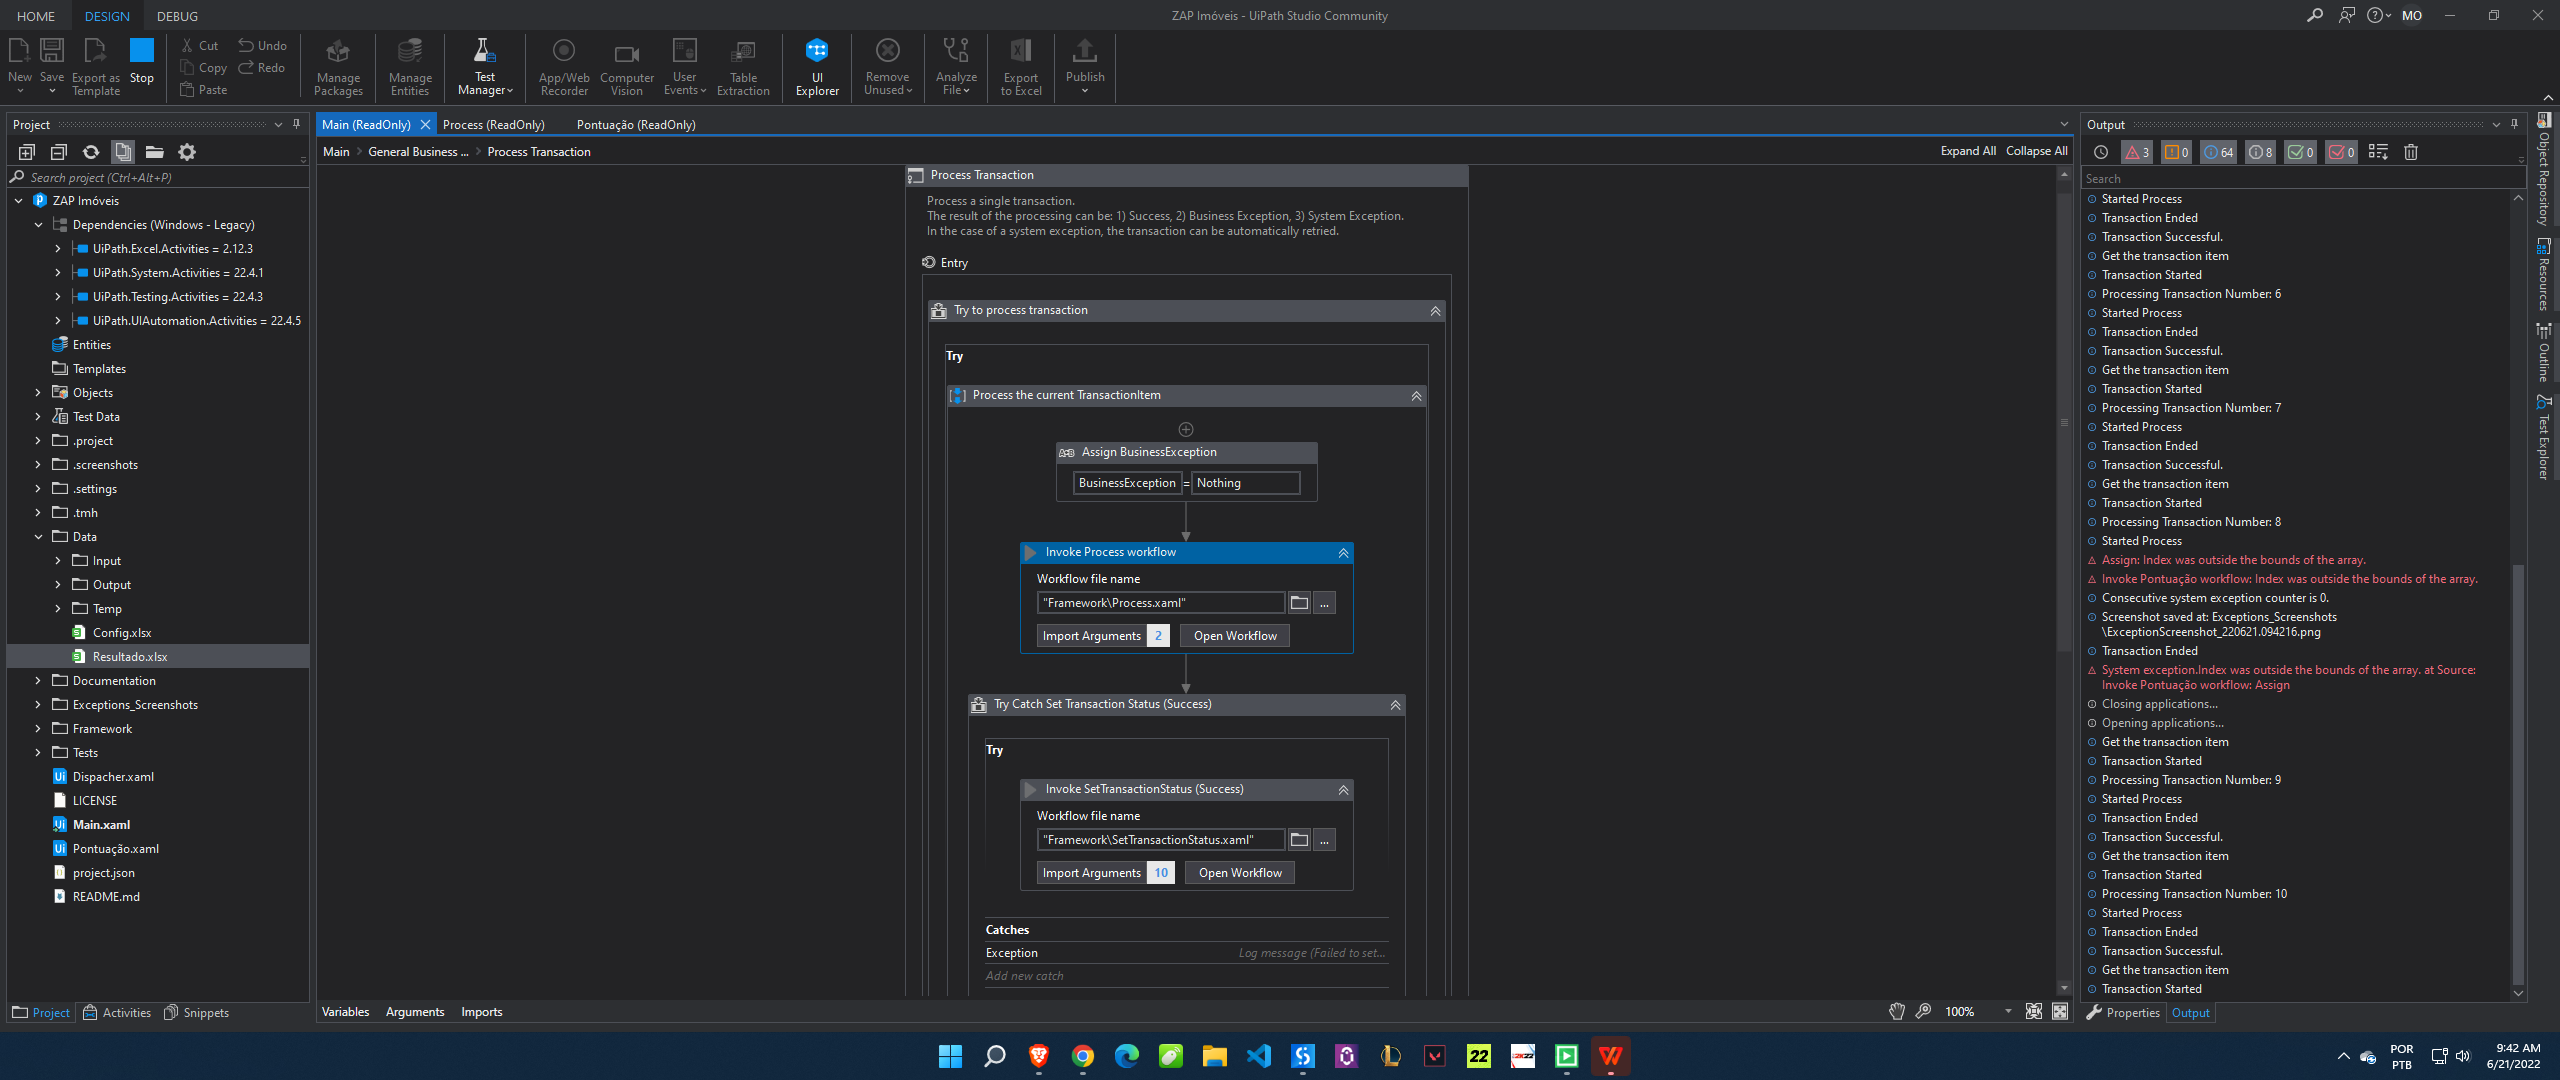 HOME DESIGN DEBUG
ZAP Imóveis - UiPath Studio Community
MO
New
Save
Export as
Template
Stop
Cut
Copy
Paste
Undo
Redo
Manage
Packages
Manage
Entities
Test
Manager
App/Web
Recorder
Computer
Vision
User
Events
Table
Extraction
UI
Explorer
Remove
Unused
Analyze
File
Export
to Excel
Publish
Project
Search project (Ctrl+Alt+P)
ZAP Imóveis
Dependencies (Windows - Legacy)
UiPath.Excel.Activities = 2.12.3
UiPath.System.Activities = 22.4.1
UiPath.Testing.Activities = 22.4.3
UiPath.UIAutomation.Activities = 22.4.5
Entities
Templates
Objects
Test Data
.project
.screenshots
.settings
.tmh
Data
Input
Output
Temp
Config.xlsx
Resultado.xlsx
Documentation
Exceptions_Screenshots
Framework
Tests
Dispacher.xaml
LICENSE
Main.xaml
Pontuação.xaml
project.json
README.md
Project
Activities
Snippets
Main (ReadOnly)
Process (ReadOnly)
Pontuação (ReadOnly)
Main > General Business ... > Process Transaction
Expand All Collapse All
Process Transaction
Process a single transaction.
The result of the processing can be: 1) Success, 2) Business Exception, 3) System Exception.
In the case of a system exception, the transaction can be automatically retried.
Entry
Try to process transaction
Try
Process the current TransactionItem
Assign BusinessException
BusinessException = Nothing
Invoke Process workflow
Workflow file name
"Framework\Process.xaml"
...
Import Arguments 2
Open Workflow
Try Catch Set Transaction Status (Success)
Try
Invoke SetTransactionStatus (Success)
Workflow file name
"Framework\SetTransactionStatus.xaml"
...
Import Arguments 10
Open Workflow
Catches
Exception
Log message (Failed to set...
Add new catch
Variables
Arguments
Imports
100%
Output
3 0 64 8 0 0
Search
Started Process
Transaction Ended
Transaction Successful.
Get the transaction item
Transaction Started
Processing Transaction Number: 6
Started Process
Transaction Ended
Transaction Successful.
Get the transaction item
Transaction Started
Processing Transaction Number: 7
Started Process
Transaction Ended
Transaction Successful.
Get the transaction item
Transaction Started
Processing Transaction Number: 8
Started Process
Assign: Index was outside the bounds of the array.
Invoke Pontuação workflow: Index was outside the bounds of the array.
Consecutive system exception counter is 0.
Screenshot saved at: Exceptions_Screenshots
\ExceptionScreenshot_220621.094216.png
Transaction Ended
System exception.Index was outside the bounds of the array. at Source:
Invoke Pontuação workflow: Assign
Closing applications...
Opening applications...
Get the transaction item
Transaction Started
Processing Transaction Number: 9
Started Process
Transaction Ended
Transaction Successful.
Get the transaction item
Transaction Started
Processing Transaction Number: 10
Started Process
Transaction Ended
Transaction Successful.
Get the transaction item
Transaction Started
Properties
Output
Object Repository
Resources
Outline
Test Explorer
22
2K22
POR
PTB
9:42 AM
6/21/2022